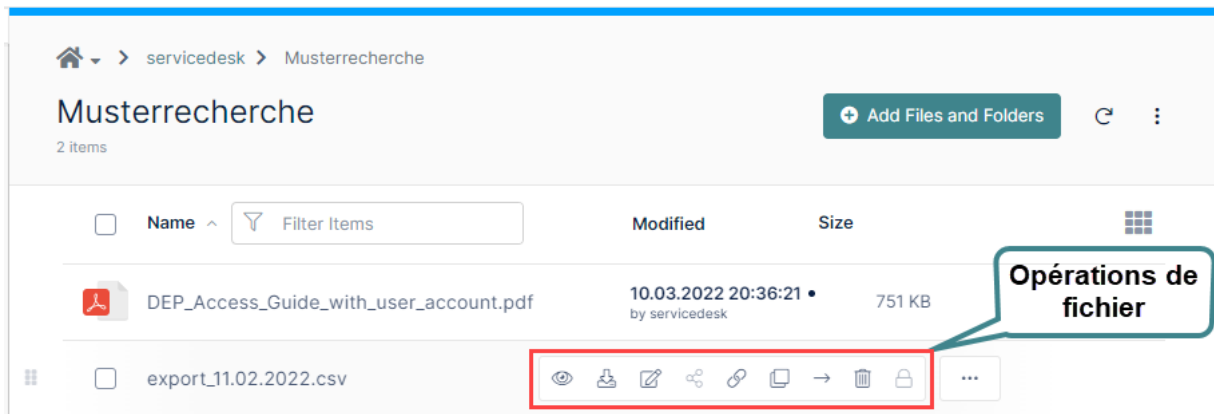 servicedesk Musterrecherche
Musterrecherche
Add Files and Folders
2 items
Name Filter Items Modified Size
Opérations de
fichier
DEP_Access_Guide_with_user_account.pdf 10.03.2022 20:36:21 751 KB
by servicedesk
export_11.02.2022.csv